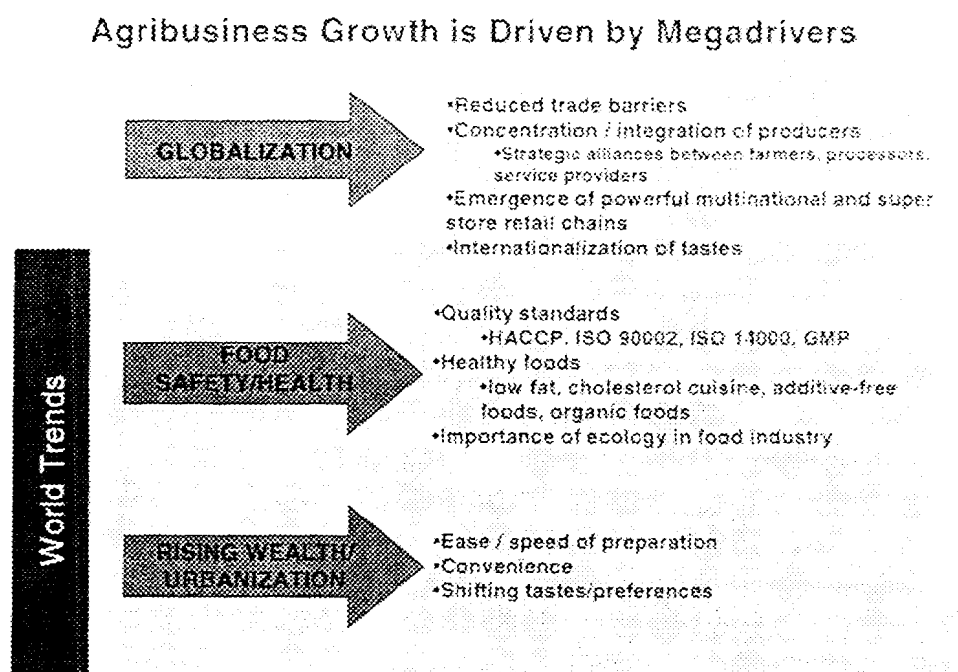 Agribusiness Growth is Driven by Megadrivers
GLOBALIZATION
•Reduced trade barriers
•Concentration / integration of producers
•Strategic alliances between farmers, processors,
service providers
•Emergence of powerful multinational and super
store retail chains
•Internationalization of tastes
World Trends
FOOD
SAFETY/HEALTH
•Quality standards
•HACCP. ISO 90002, ISO 14000, GMP
•Healthy foods
•low fat, cholesterol cuisine, additive-free
foods, organic foods
•Importance of ecology in food industry
RISING WEALTH/
URBANIZATION
•Ease / speed of preparation
•Convenience
•Shifting tastes/preferences